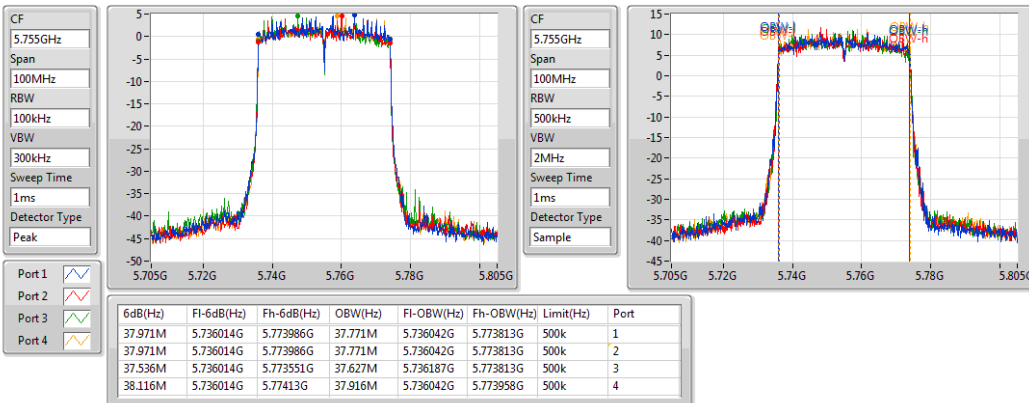 CF
5.755GHz
Span
100MHz
RBW
100kHz
VBW
300kHz
Sweep Time
1ms
Detector Type
Peak
5
0
-5
-10
-15
-20
-25
-30
-35
-40
-45
-50
5.705G 5.72G 5.74G 5.76G 5.78G 5.805G
CF
5.755GHz
Span
100MHz
RBW
500kHz
VBW
2MHz
Sweep Time
1ms
Detector Type
Sample
15
10
5
0
-5
-10
-15
-20
-25
-30
-35
-40
-45
OBW-l OBW-h
5.705G 5.72G 5.74G 5.76G 5.78G 5.805G
Port 1
Port 2
Port 3
Port 4
6dB(Hz) Fl-6dB(Hz) Fh-6dB(Hz) OBW(Hz) Fl-OBW(Hz) Fh-OBW(Hz) Limit(Hz) Port
37.971M 5.736014G 5.773986G 37.771M 5.736042G 5.773813G 500k 1
37.971M 5.736014G 5.773986G 37.771M 5.736042G 5.773813G 500k 2
37.536M 5.736014G 5.773551G 37.627M 5.736187G 5.773813G 500k 3
38.116M 5.736014G 5.77413G 37.916M 5.736042G 5.773958G 500k 4